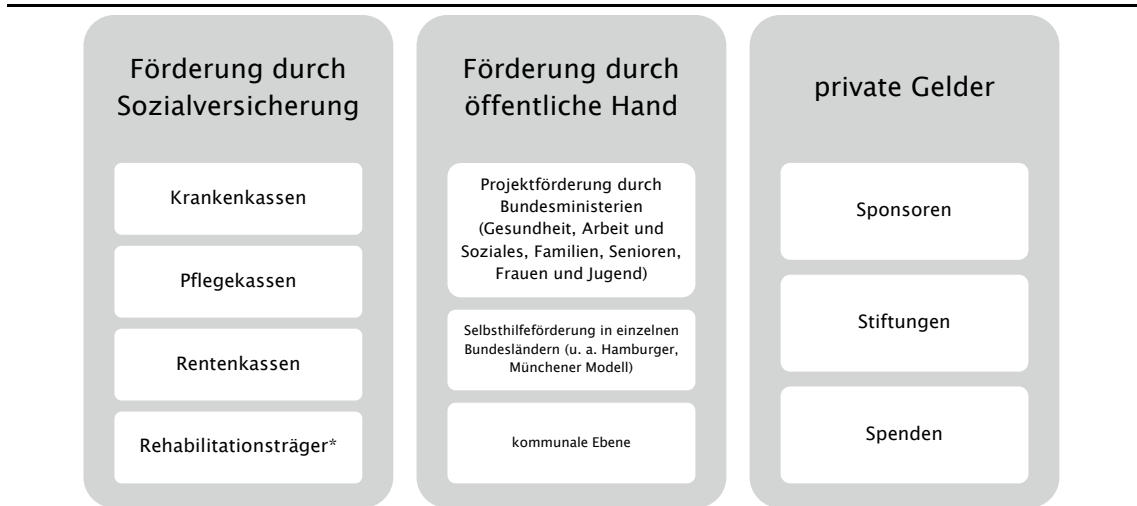 Förderung durch
Sozialversicherung
Krankenkassen
Pflegekassen
Rentenkassen
Rehabilitationsträger*
Förderung durch
öffentliche Hand
Projektförderung durch
Bundesministerien
(Gesundheit, Arbeit und
Soziales, Familien, Senioren,
Frauen und Jugend)
Selbsthilfeförderung in einzelnen
Bundesländern (u. a. Hamburger,
Münchener Modell)
kommunale Ebene
private Gelder
Sponsoren
Stiftungen
Spenden